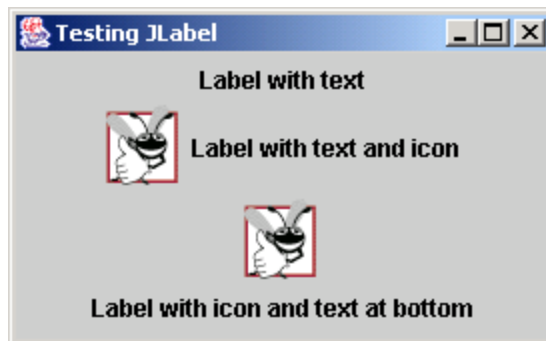 Testing JLabel
Label with text
Label with text and icon
Label with icon and text at bottom